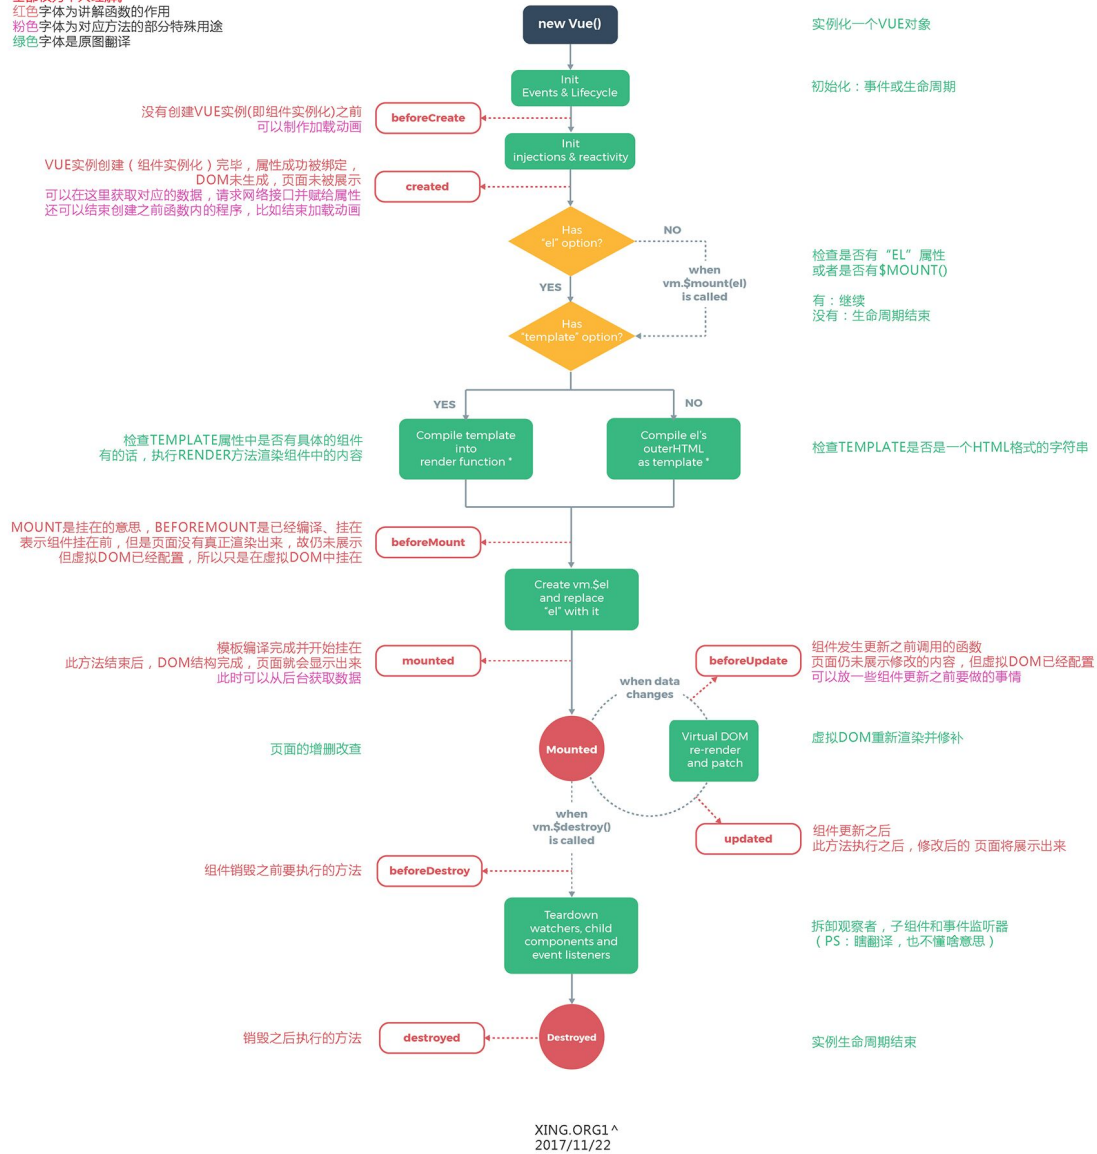 红色字体为讲解函数的作用
粉色字体为对应方法的部分特殊用途
绿色字体是原图翻译
new Vue()
实例化一个VUE对象
Init
Events & Lifecycle
初始化：事件或生命周期
没有创建VUE实例(即组件实例化)之前
可以制作加载动画
beforeCreate
Init
injections & reactivity
VUE实例创建（组件实例化）完毕，属性成功被绑定，
DOM未生成，页面未被展示
可以在这里获取对应的数据，请求网络接口并赋给属性
还可以结束创建之前函数内的程序，比如结束加载动画
created
Has
"el" option?
NO
when
vm.$mount(el)
is called
YES
检查是否有“EL”属性
或者是否有$MOUNT()
有：继续
没有：生命周期结束
Has
"template" option?
YES
NO
检查TEMPLATE属性中是否有具体的组件
有的话，执行RENDER方法渲染组件中的内容
Compile template
into
render function *
Compile el's
outerHTML
as template *
检查TEMPLATE是否是一个HTML格式的字符串
MOUNT是挂在的意思，BEFOREMOUNT是已经编译、挂在
表示组件挂在前，但是页面没有真正渲染出来，故仍未展示
但虚拟DOM已经配置，所以只是在虚拟DOM中挂在
beforeMount
Create vm.$el
and replace
"el" with it
模板编译完成并开始挂在
此方法结束后，DOM结构完成，页面就会显示出来
此时可以从后台获取数据
mounted
beforeUpdate
组件发生更新之前调用的函数
页面仍未展示修改的内容，但虚拟DOM已经配置
可以放一些组件更新之前要做的事情
when data
changes
页面的增删改查
Mounted
Virtual DOM
re-render
and patch
虚拟DOM重新渲染并修补
when
vm.$destroy()
is called
updated
组件更新之后
此方法执行之后，修改后的 页面将展示出来
组件销毁之前要执行的方法
beforeDestroy
Teardown
watchers, child
components and
event listeners
拆卸观察者，子组件和事件监听器
（PS：瞎翻译，也不懂啥意思）
销毁之后执行的方法
destroyed
Destroyed
实例生命周期结束
XING.ORG1^
2017/11/22